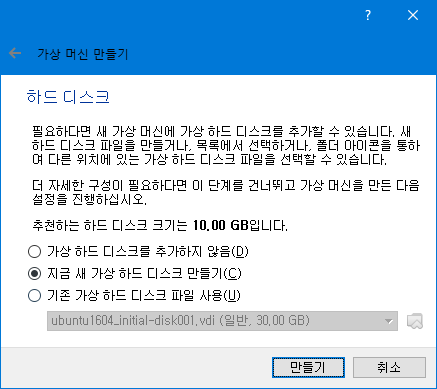 ?
가상 머신 만들기
하드 디스크
필요하다면 새 가상 머신에 가상 하드 디스크를 추가할 수 있습니다. 새
하드 디스크 파일을 만들거나, 목록에서 선택하거나, 폴더 아이콘을 통하
여 다른 위치에 있는 가상 하드 디스크 파일을 선택할 수 있습니다.
더 자세한 구성이 필요하다면 이 단계를 건너뛰고 가상 머신을 만든 다음
설정을 진행하십시오.
추천하는 하드 디스크 크기는 10.00 GB입니다.
가상 하드 디스크를 추가하지 않음(D)
지금 새 가상 하드 디스크 만들기(C)
기존 가상 하드 디스크 파일 사용(U)
ubuntu1604_initial-disk001.vdi (일반, 30.00 GB)
만들기 취소